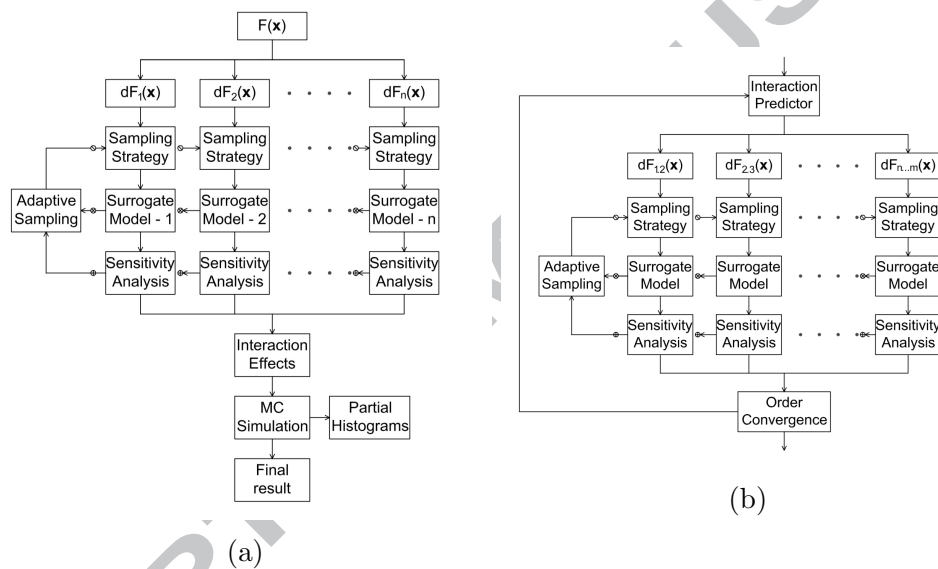 F(x)
dF1(x)
dF2(x)
dFn(x)
Sampling
Strategy
Sampling
Strategy
Sampling
Strategy
Adaptive
Sampling
Surrogate
Model - 1
Surrogate
Model - 2
Surrogate
Model - n
Sensitivity
Analysis
Sensitivity
Analysis
Sensitivity
Analysis
Interaction
Effects
MC
Simulation
Partial
Histograms
Final
result
(a)
Interaction
Predictor
dF1,2(x)
dF2,3(x)
dFn...m(x)
Sampling
Strategy
Sampling
Strategy
Sampling
Strategy
Adaptive
Sampling
Surrogate
Model
Surrogate
Model
Surrogate
Model
Sensitivity
Analysis
Sensitivity
Analysis
Sensitivity
Analysis
Order
Convergence
(b)